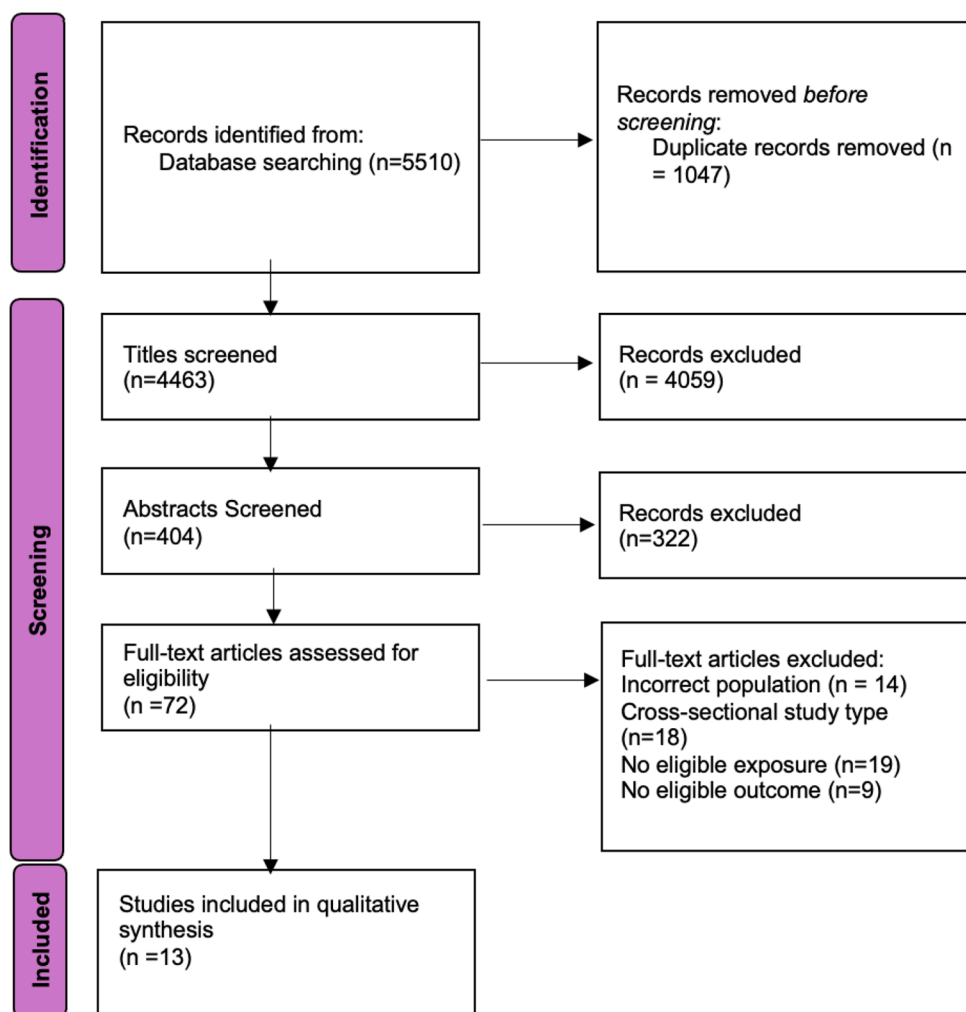 Identification
Records identified from:
Database searching (n=5510)
Records removed before
screening:
Duplicate records removed (n
= 1047)
Screening
Titles screened
(n=4463)
Records excluded
(n = 4059)
Abstracts Screened
(n=404)
Records excluded
(n=322)
Full-text articles assessed for
eligibility
(n =72)
Full-text articles excluded:
Incorrect population (n = 14)
Cross-sectional study type
(n=18)
No eligible exposure (n=19)
No eligible outcome (n=9)
Included
Studies included in qualitative
synthesis
(n =13)